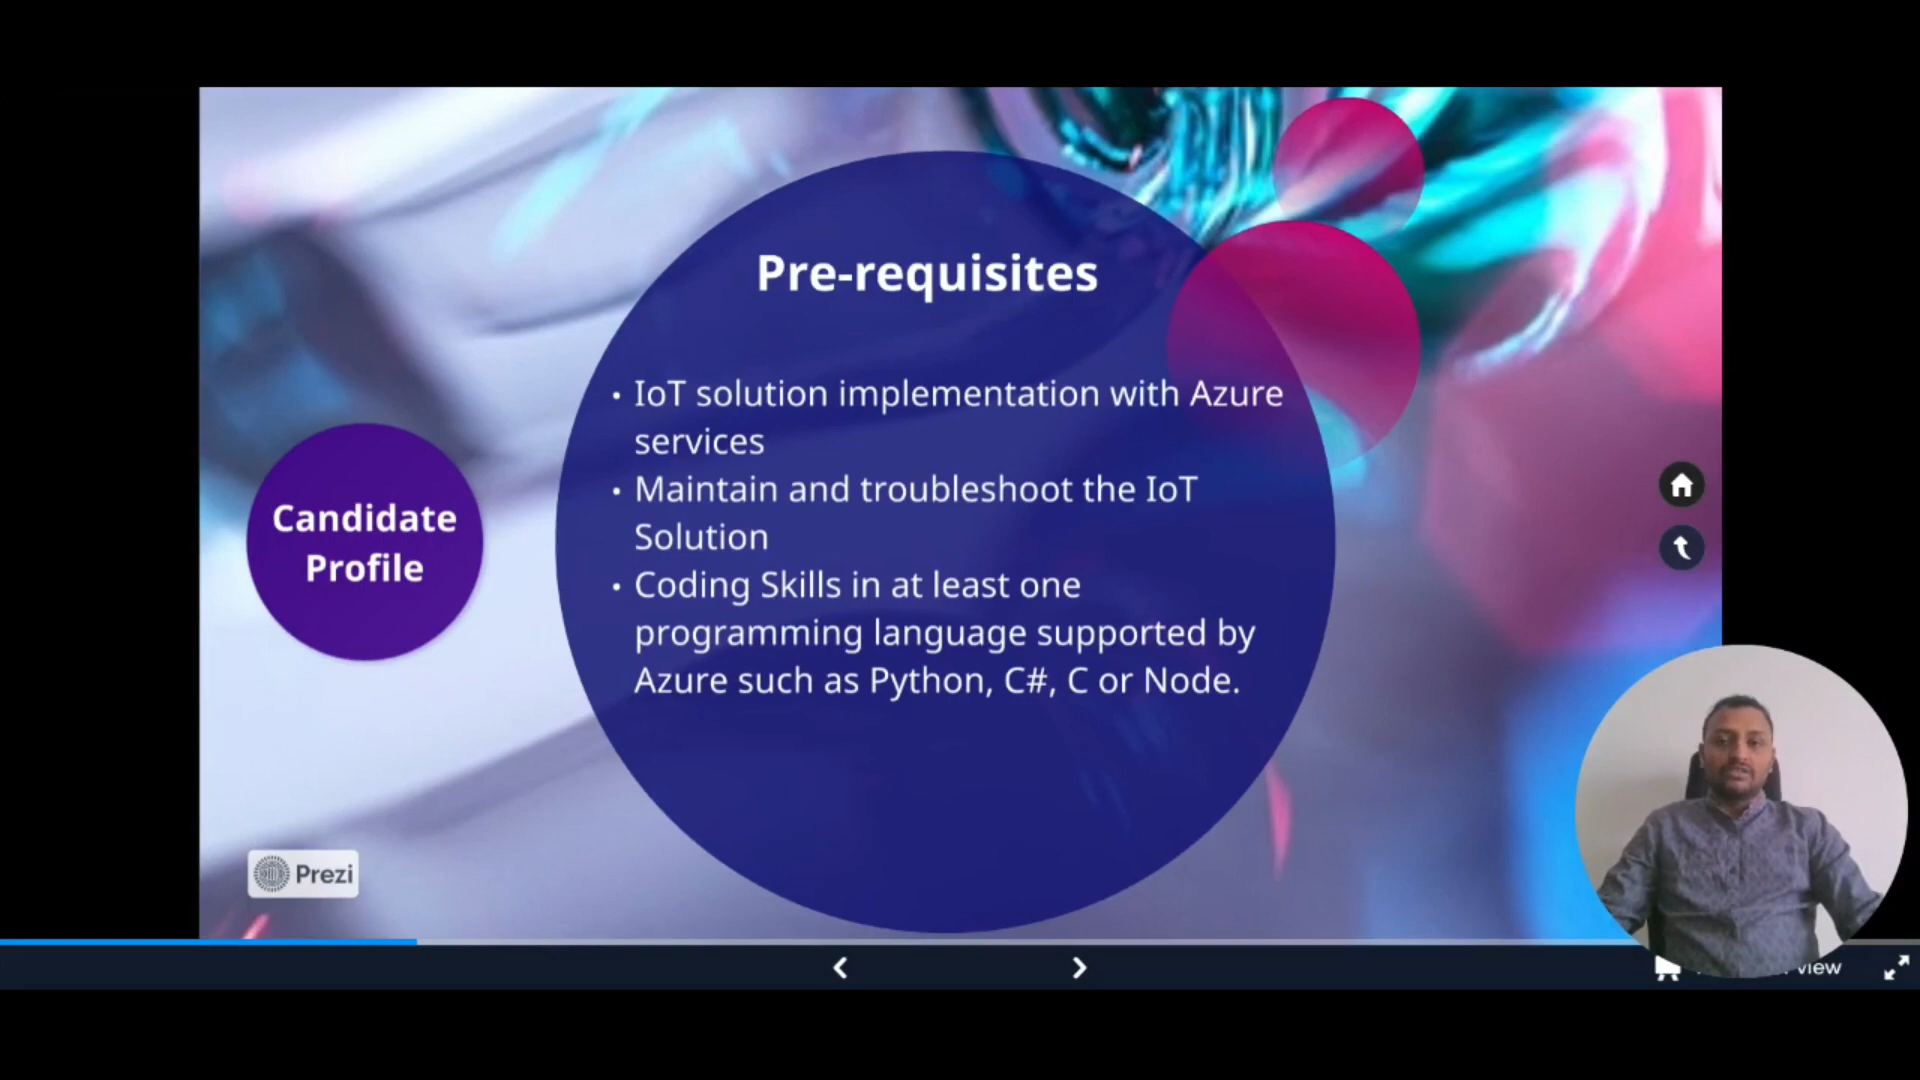 Pre-requisites
• IoT solution implementation with Azure
services
• Maintain and troubleshoot the IoT
Solution
• Coding Skills in at least one
programming language supported by
Azure such as Python, C#, C or Node.
Candidate
Profile
Prezi
view